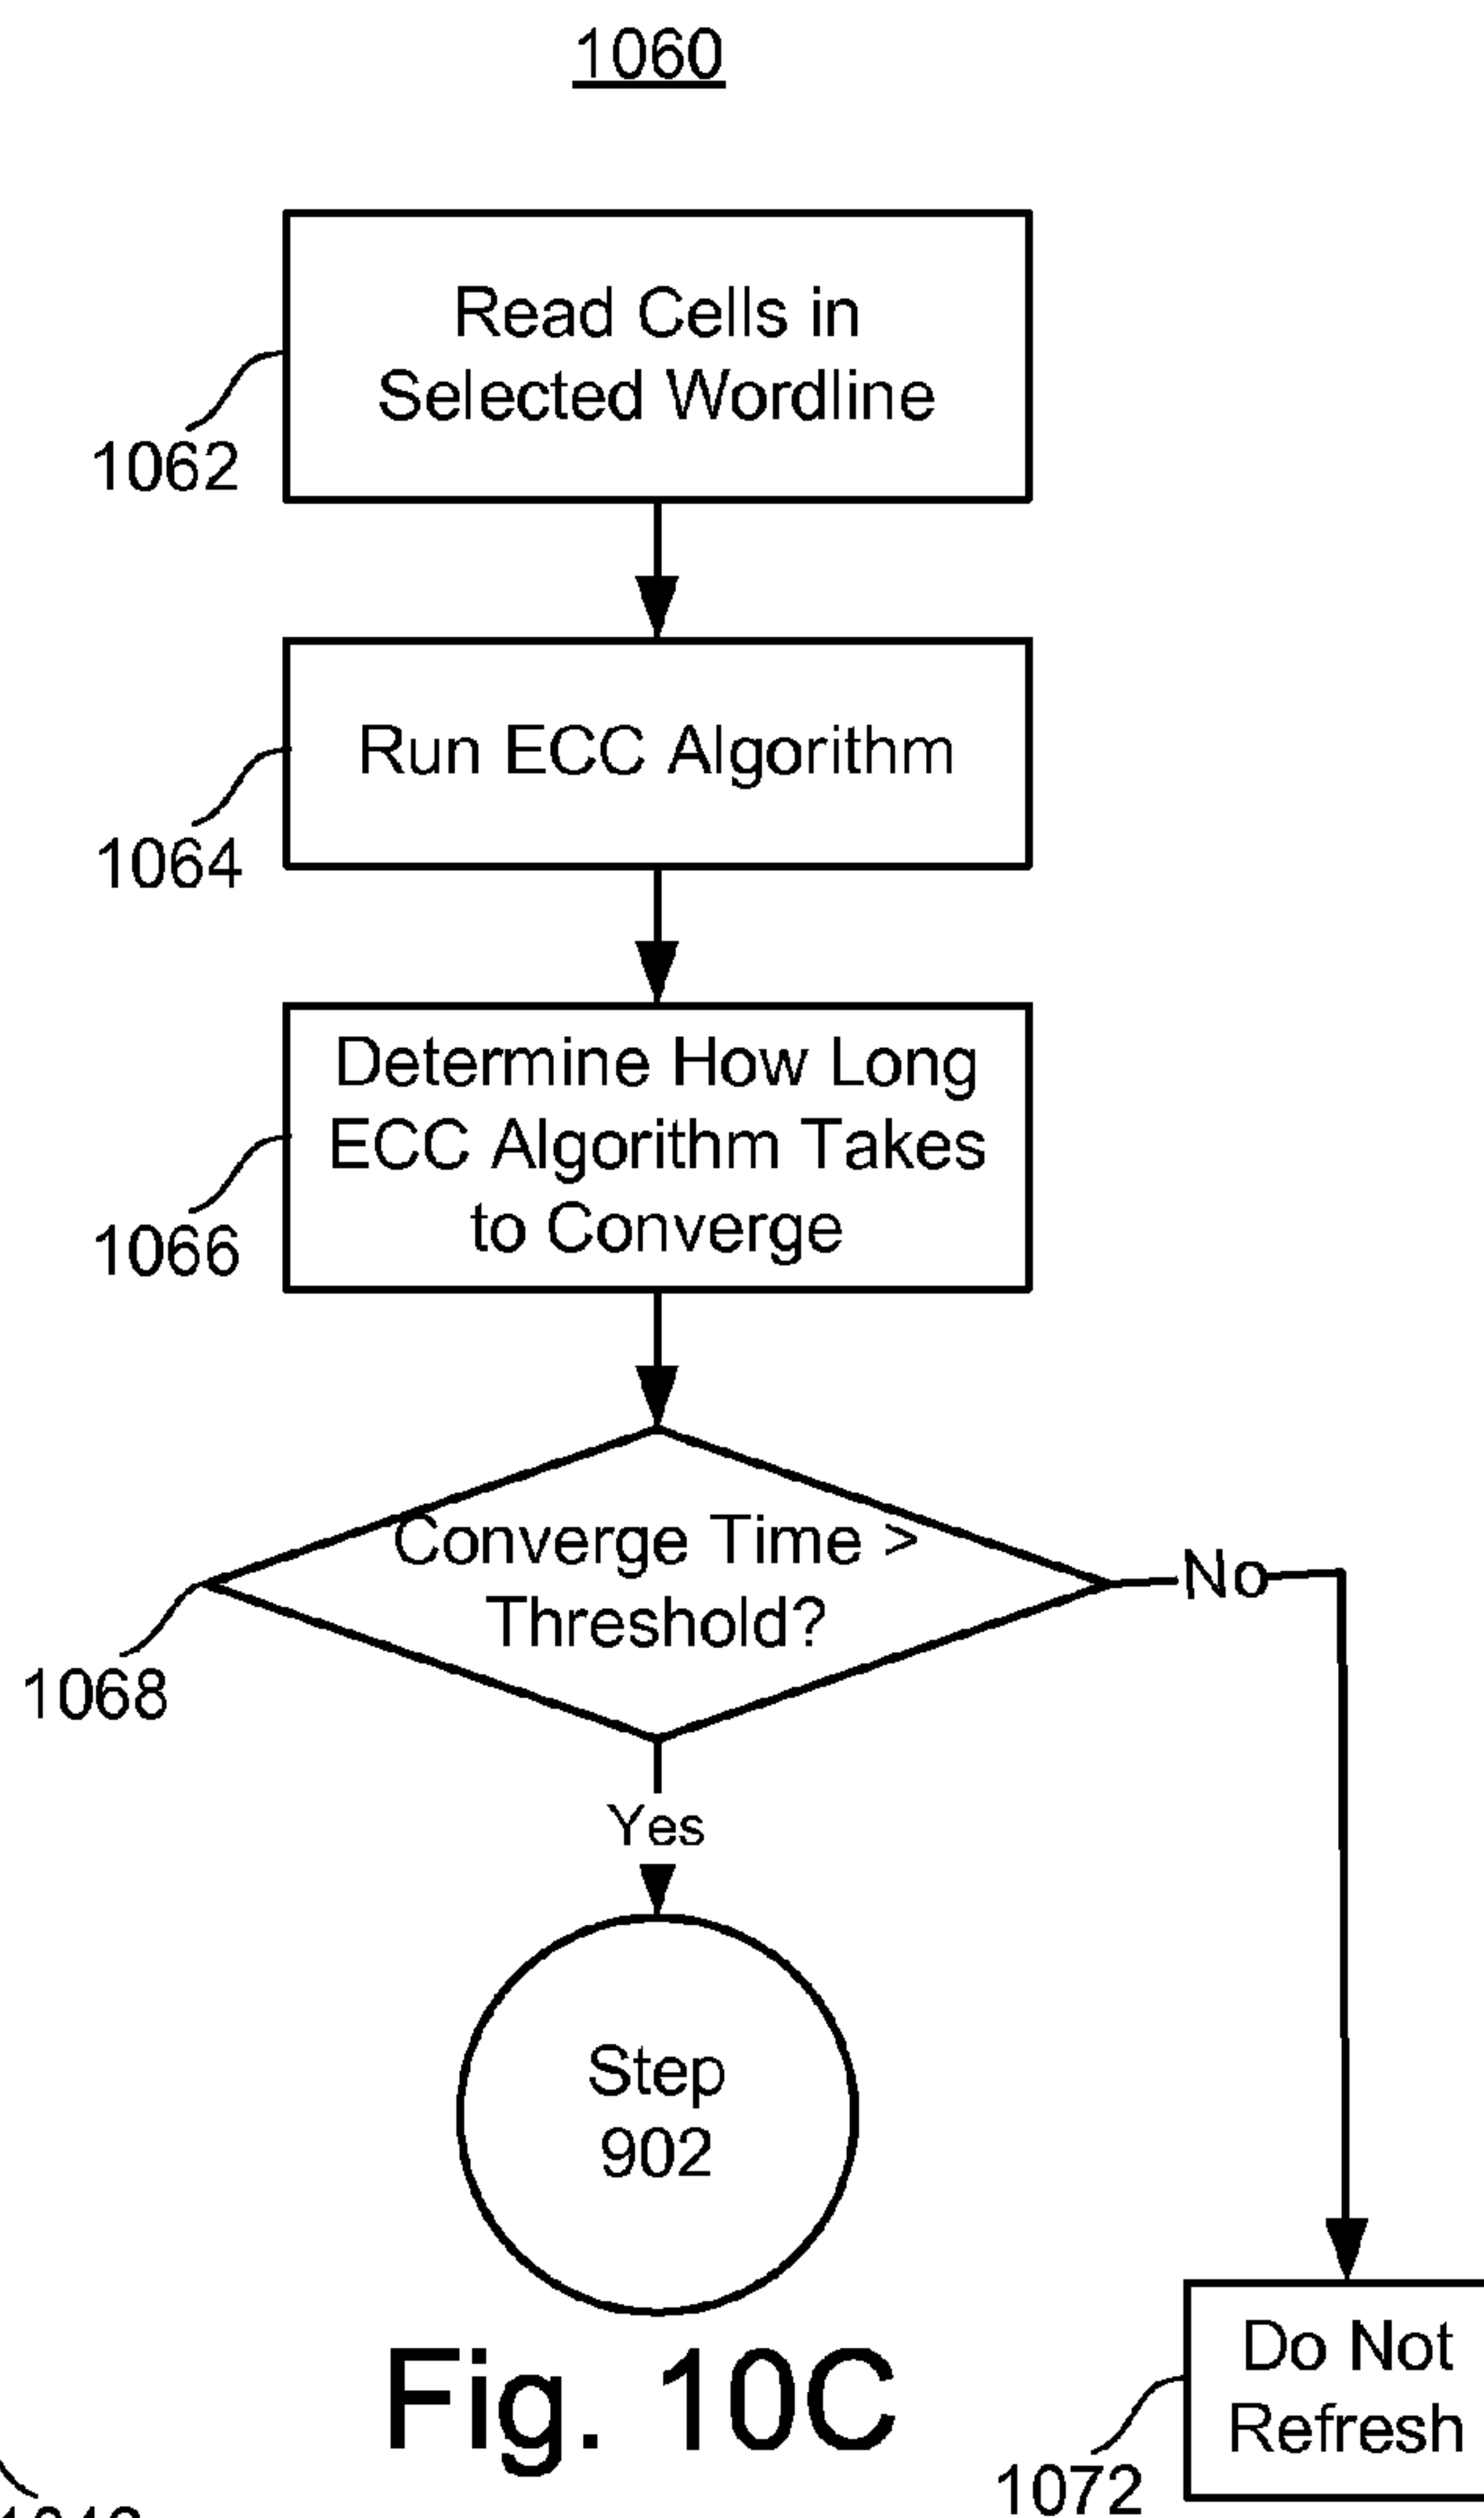 1060
Read Cells in
Selected Wordline
1062
Run ECC Algorithm
1064
Determine How Long
ECC Algorithm Takes
to Converge
1066
Converge Time >
Threshold?
No
1068
Yes
Step
902
Do Not
Refresh
1072
Fig. 10C